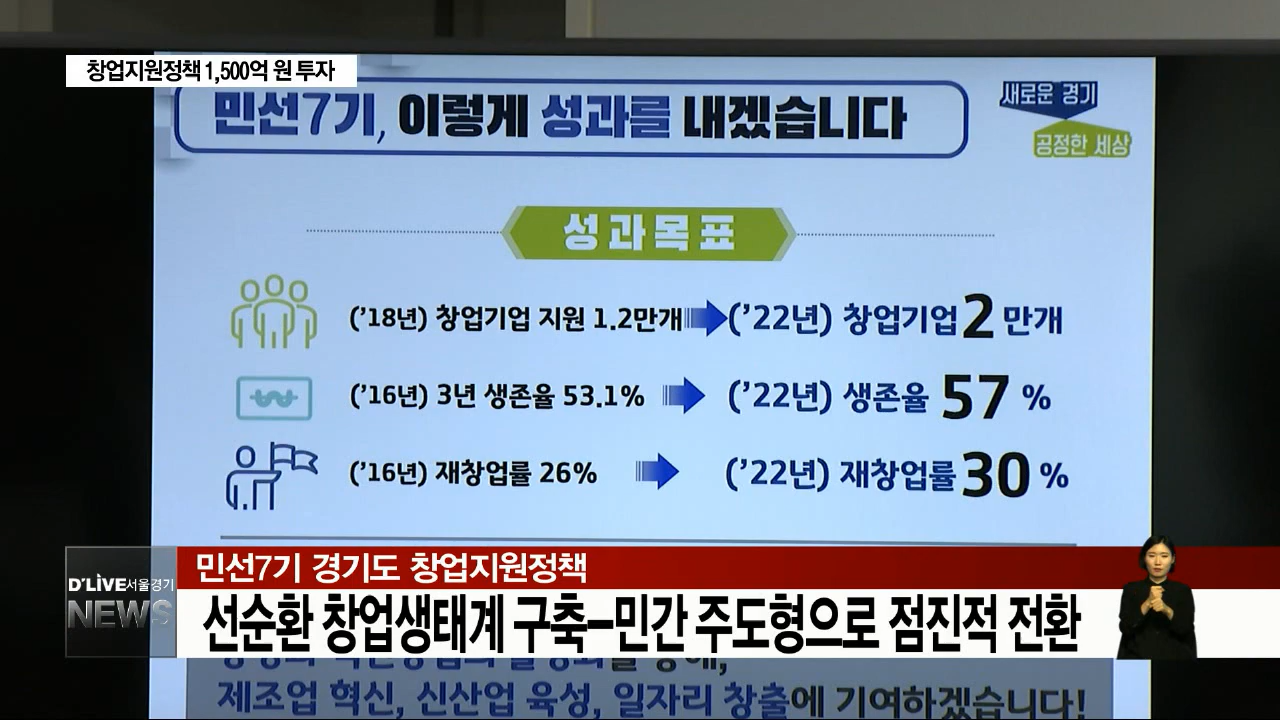 창업지원정책 1,500억 원 투자
민선7기, 이렇게 성과를 내겠습니다
새로운 경기
공정한 세상
성과목표
('18년) 창업기업 지원 1.2만개 ('22년) 창업기업 2 만개
('16년) 3년 생존율 53.1% ('22년) 생존율 57 %
('16년) 재창업률 26% ('22년) 재창업률 30 %
민선7기 경기도 창업지원정책
D'LIVE 서울경기
NEWS
선순환 창업생태계 구축-민간 주도형으로 점진적 전환
제조업 혁신, 신산업 육성, 일자리 창출에 기여하겠습니다!